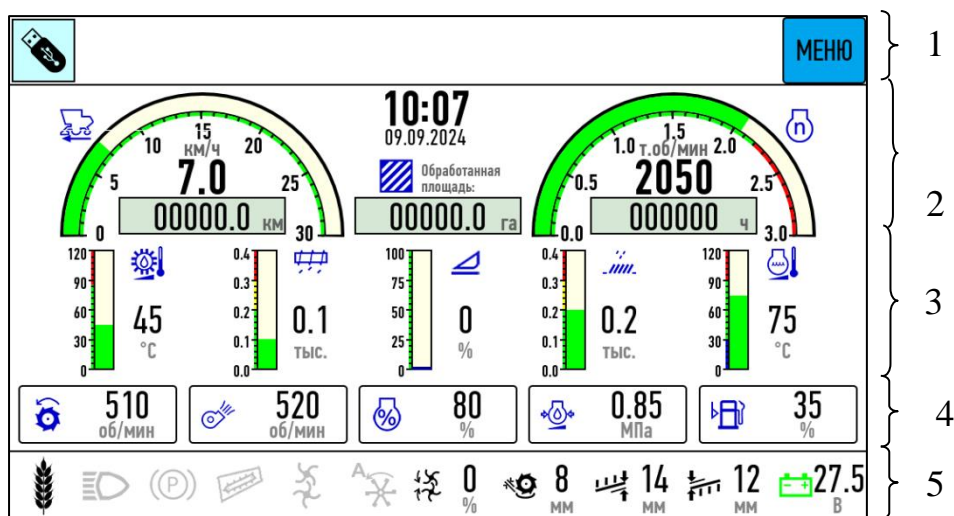 МЕНЮ
1
10:07
09.09.2024
5 10 15 20 25 0 30
км/ч
7.0
00000.0 км
Обработанная
площадь:
00000.0 га
0.0 0.5 1.0 1.5 2.0 2.5 3.0
т.об/мин
2050
000000 ч
2
120 90 60 30 0
45
°C
0.4 0.3 0.2 0.1 0.0
0.1
тыс.
100 75 50 25 0
0
%
0.4 0.3 0.2 0.1 0.0
0.2
тыс.
120 90 60 30 0
75
°C
3
510
об/мин
520
об/мин
80
%
0.85
МПа
35
%
4
(P)
A
0
%
8
мм
14
мм
12
мм
27.5
В
5
n